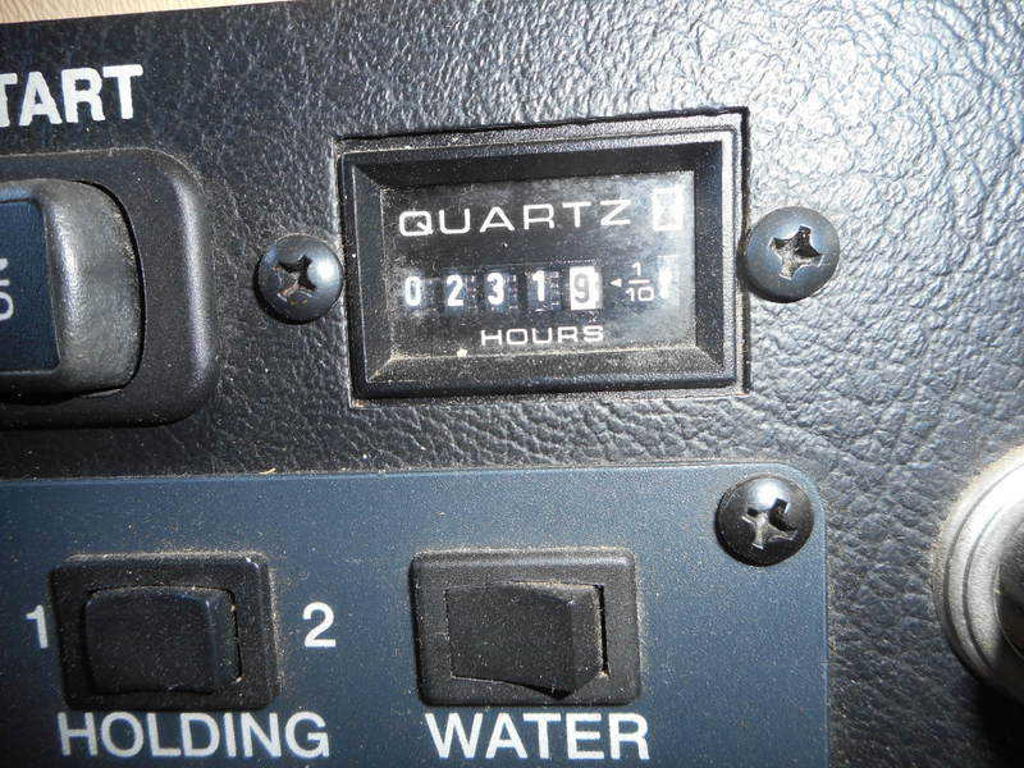 TART
QUARTZ
0 2 3 1 9 1/10
HOURS
1 2
HOLDING WATER